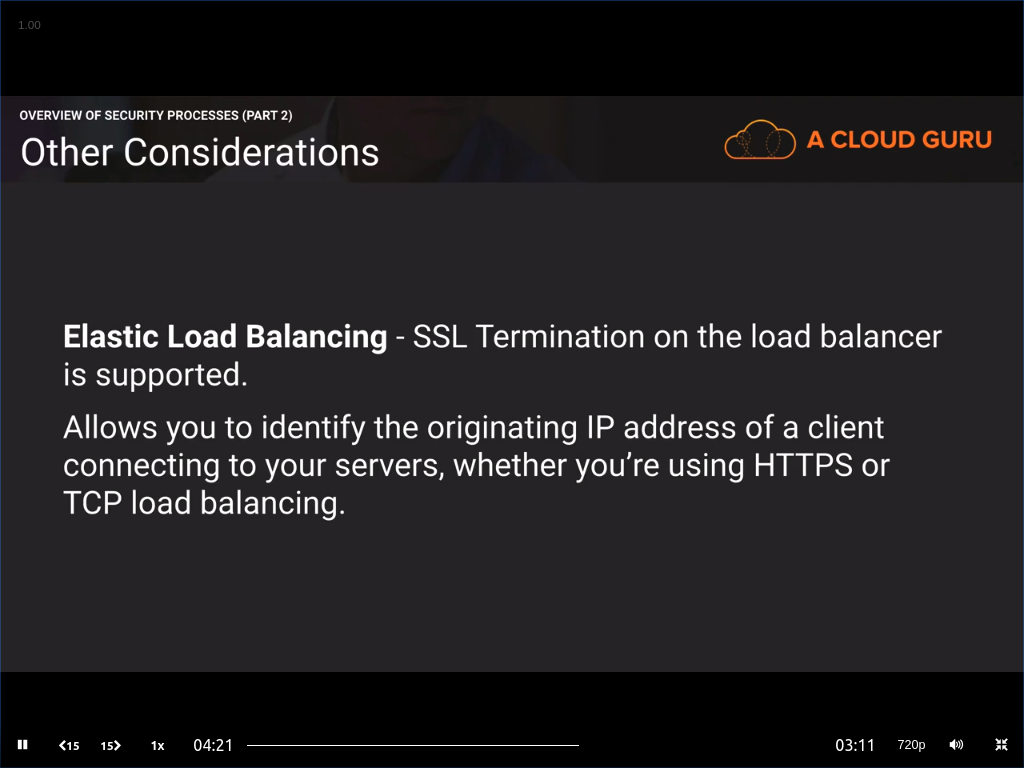 1.00
OVERVIEW OF SECURITY PROCESSES (PART 2)
Other Considerations
A CLOUD GURU
Elastic Load Balancing - SSL Termination on the load balancer
is supported.
Allows you to identify the originating IP address of a client
connecting to your servers, whether you’re using HTTPS or
TCP load balancing.
15 15 1x 04:21 03:11 720p